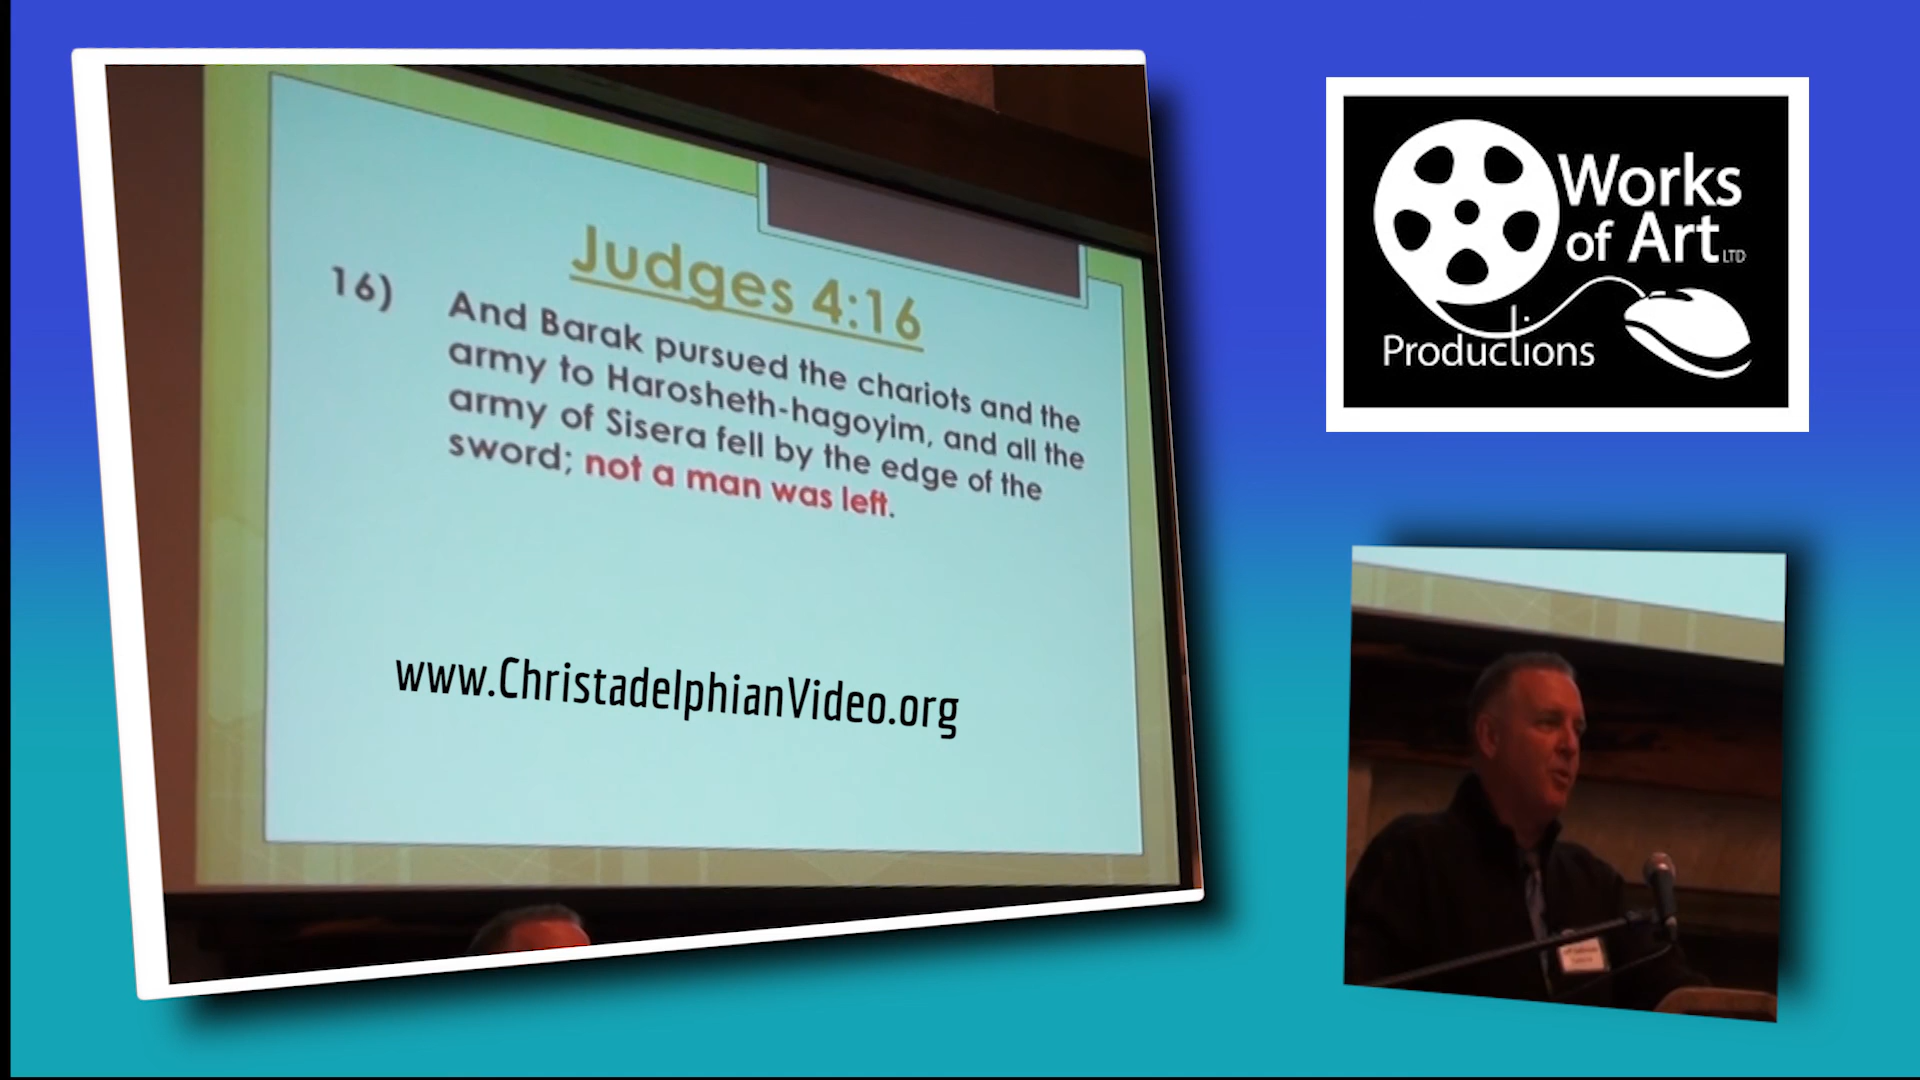 Judges 4:16
16) And Barak pursued the chariots and the
army to Harosheth-hagoyim, and all the
army of Sisera fell by the edge of the
sword; not a man was left.
www.ChristadelphianVideo.org
Works
of Art LTD
Productions